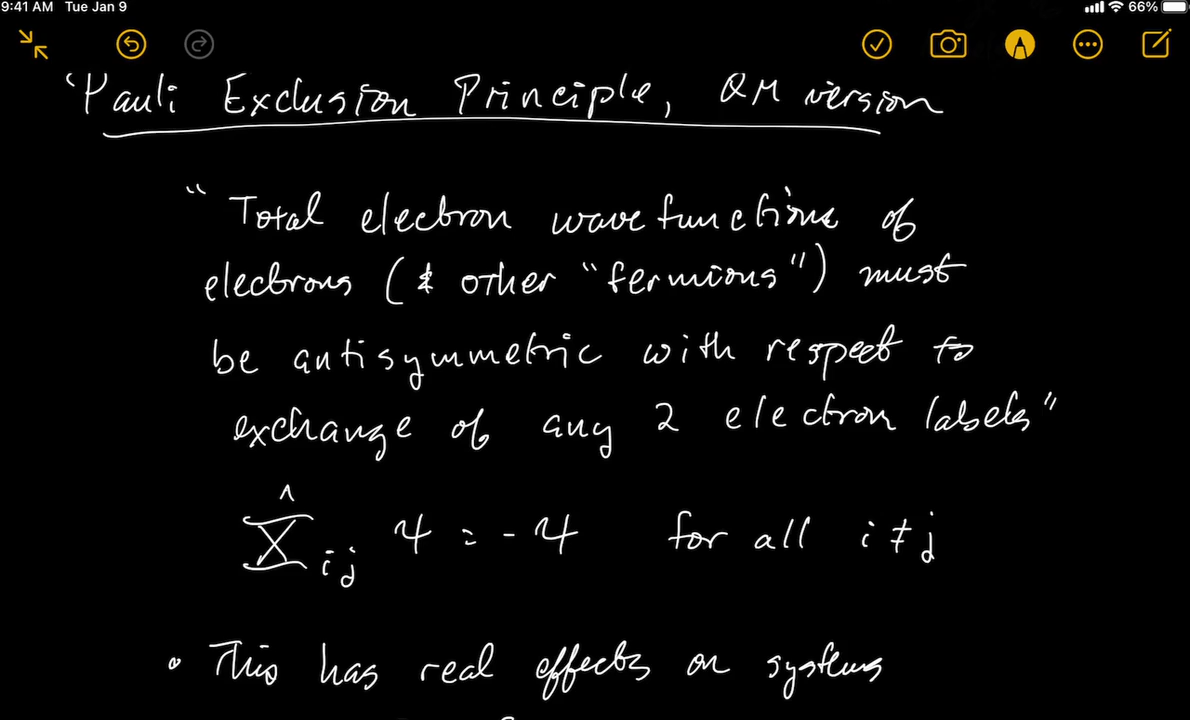 9:41 AM Tue Jan 9 66%
Pauli Exclusion Principle, QM version
"Total electron wavefunctions of
electrons (& other "fermions") must
be antisymmetric with respect to
exchange of any 2 electron labels"
X̂ij Ψ = -Ψ for all i ≠ j
• This has real effects on systems